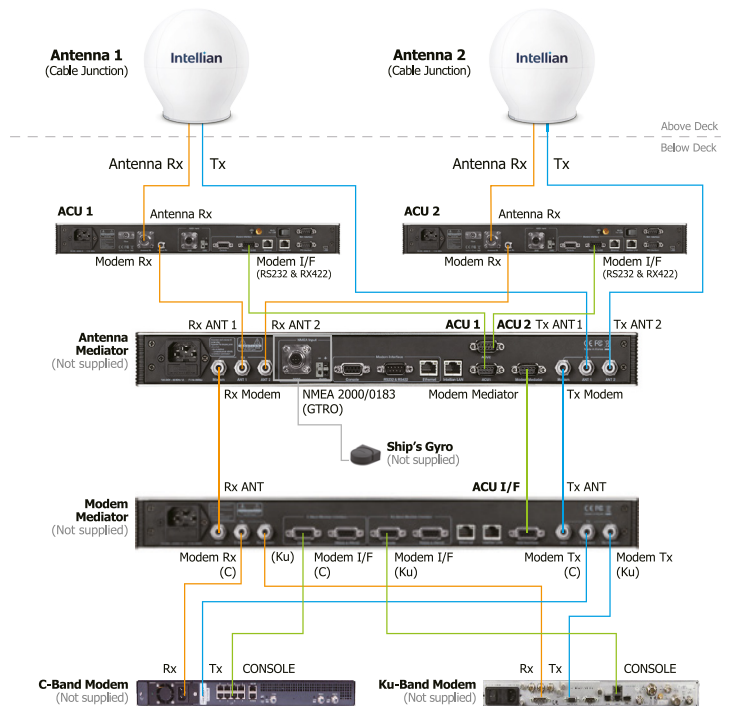 Antenna 1
(Cable Junction)
Intellian
Antenna 2
(Cable Junction)
Intellian
Above Deck
Below Deck
Antenna Rx
Tx
Antenna Rx
Tx
ACU 1
Antenna Rx
ACU 2
Antenna Rx
Modem Rx
Modem I/F
(RS232 & RX422)
Modem Rx
Modem I/F
(RS232 & RX422)
Rx ANT 1
Rx ANT 2
ACU 1
ACU 2
Tx ANT1
Tx ANT 2
Antenna
Mediator
(Not supplied)
Rx Modem
NMEA 2000/0183
(GTRO)
Modem Mediator
Tx Modem
Ship's Gyro
(Not supplied)
Rx ANT
ACU I/F
Tx ANT
Modem
Mediator
(Not supplied)
Modem Rx
(C)
(Ku)
Modem I/F
(C)
Modem I/F
(Ku)
Modem Tx
(C)
Modem Tx
(Ku)
Rx
Tx
CONSOLE
Rx
Tx
CONSOLE
C-Band Modem
(Not supplied)
Ku-Band Modem
(Not supplied)